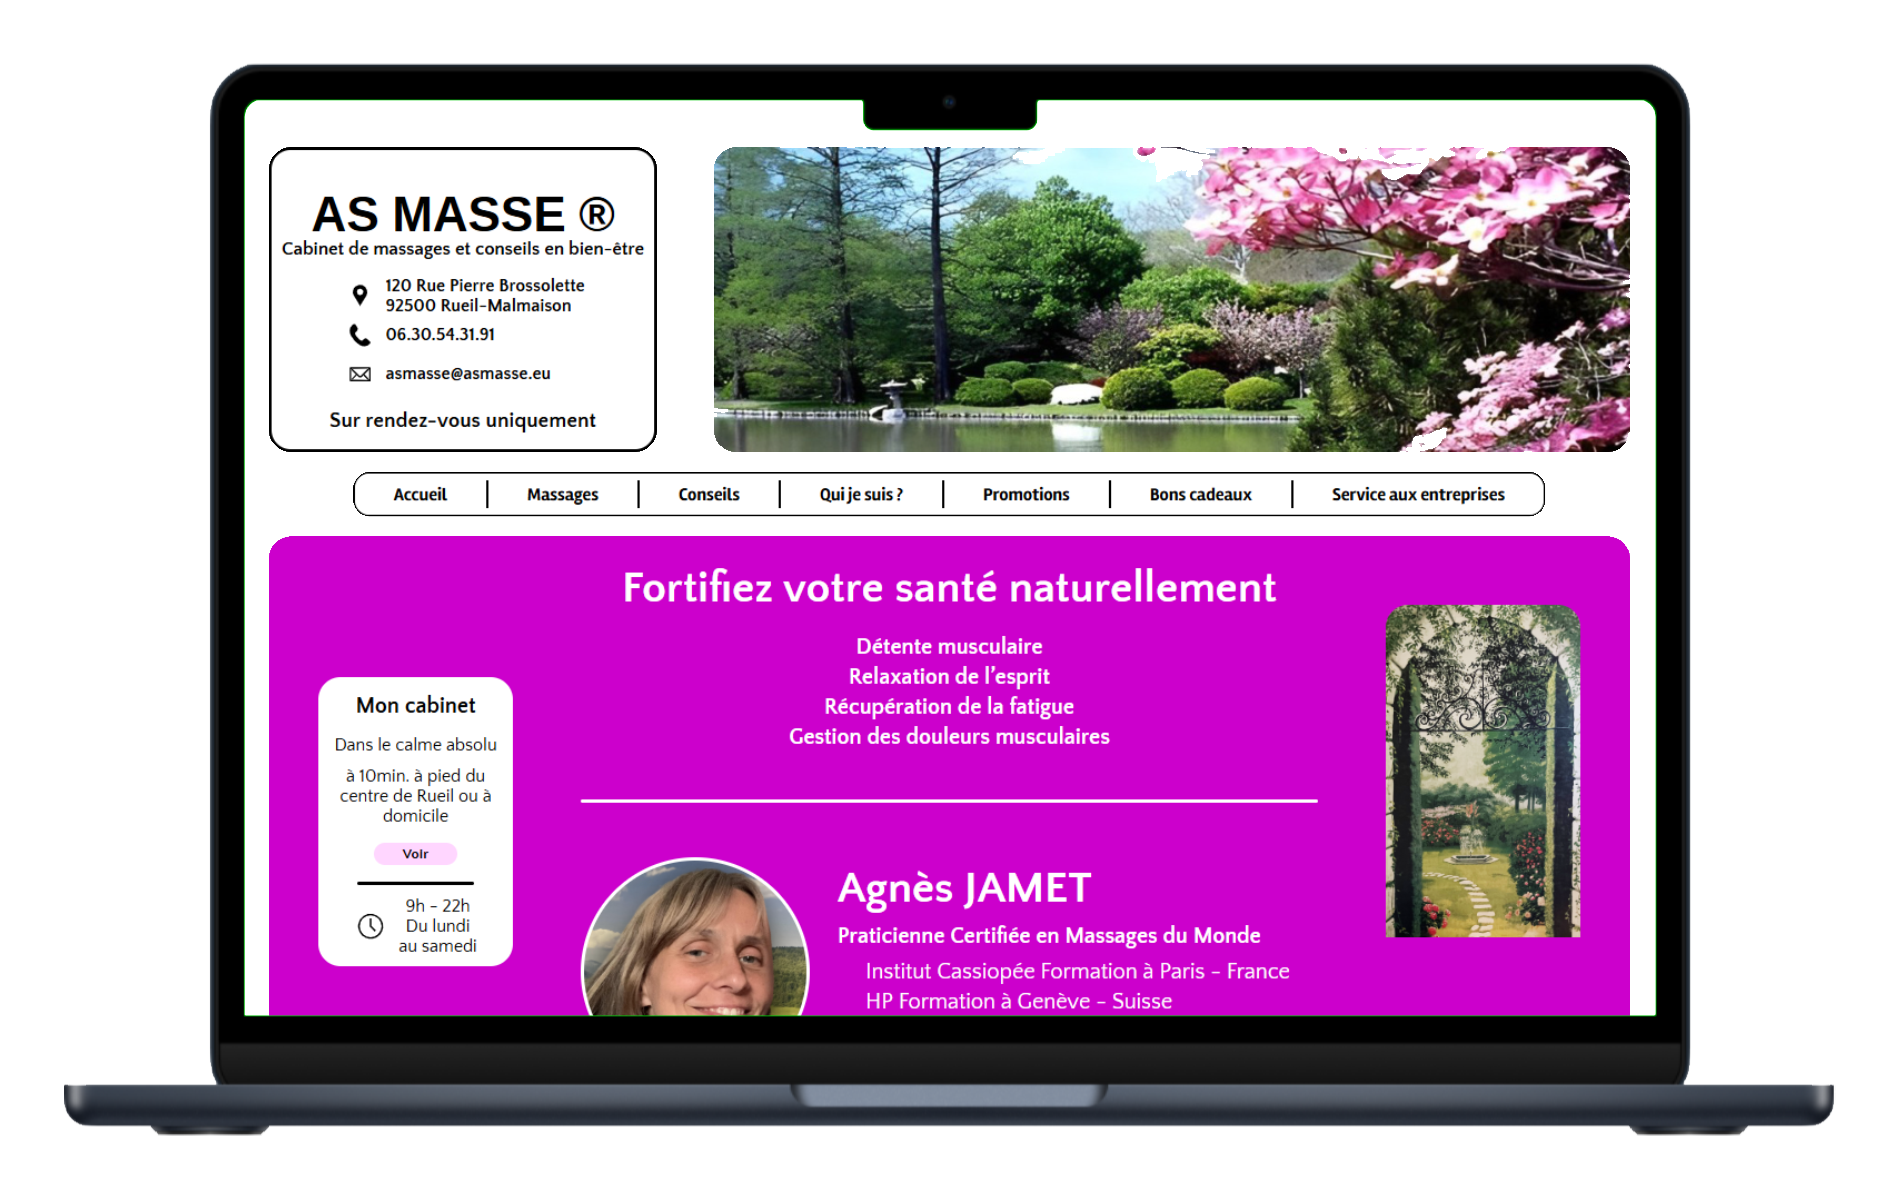 AS MASSE ®
Cabinet de massages et conseils en bien-être
120 Rue Pierre Brossolette
92500 Rueil-Malmaison
06.30.54.31.91
asmasse@asmasse.eu
Sur rendez-vous uniquement
Accueil
Massages
Conseils
Qui je suis ?
Promotions
Bons cadeaux
Service aux entreprises
Fortifiez votre santé naturellement
Détente musculaire
Relaxation de l’esprit
Récupération de la fatigue
Gestion des douleurs musculaires
Mon cabinet
Dans le calme absolu
à 10min. à pied du
centre de Rueil ou à
domicile
Voir
9h - 22h
Du lundi
au samedi
Agnès JAMET
Praticienne Certifiée en Massages du Monde
Institut Cassiopée Formation à Paris - France
HP Formation à Genève - Suisse